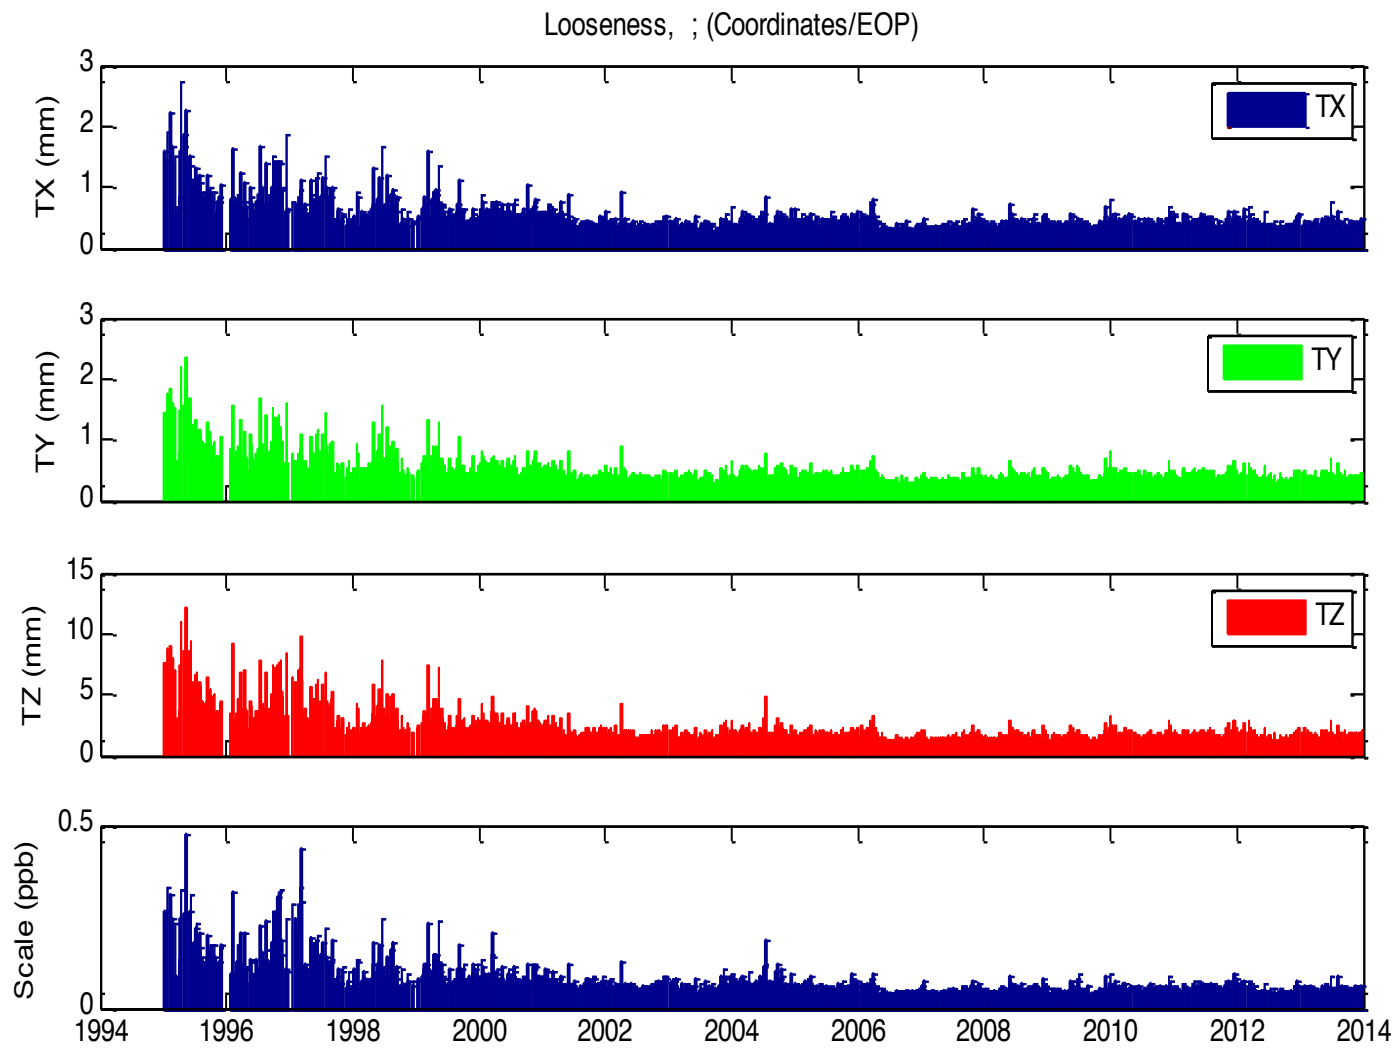 Looseness, ; (Coordinates/EOP)
3
2
1
0
TX (mm)
TX
3
2
1
0
TY (mm)
TY
15
10
5
0
TZ (mm)
TZ
0.5
0
Scale (ppb)
1994 1996 1998 2000 2002 2004 2006 2008 2010 2012 2014